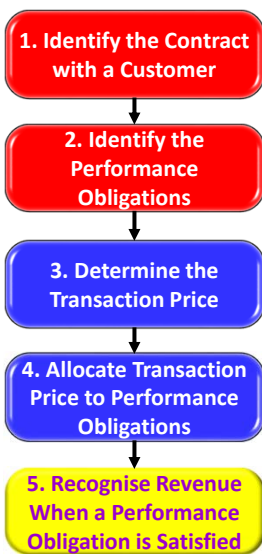 1. Identify the Contract
with a Customer
2. Identify the
Performance
Obligations
3. Determine the
Transaction Price
4. Allocate Transaction
Price to Performance
Obligations
5. Recognise Revenue
When a Performance
Obligation is Satisfied